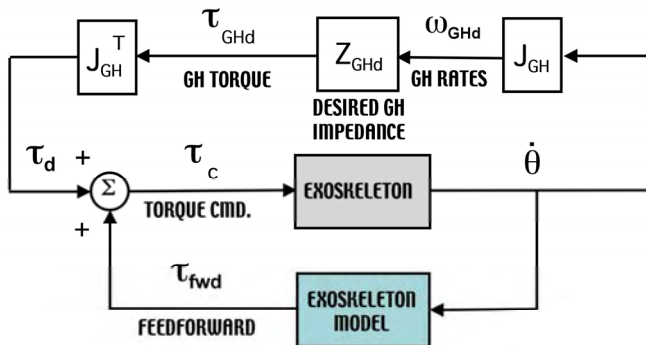 τGHd
ωGHd
JGH T
ZGHd
JGH
GH TORQUE
GH RATES
DESIRED GH
IMPEDANCE
τd
+
τc
θ̇
Σ
EXOSKELETON
+
TORQUE CMD.
τfwd
EXOSKELETON
MODEL
FEEDFORWARD